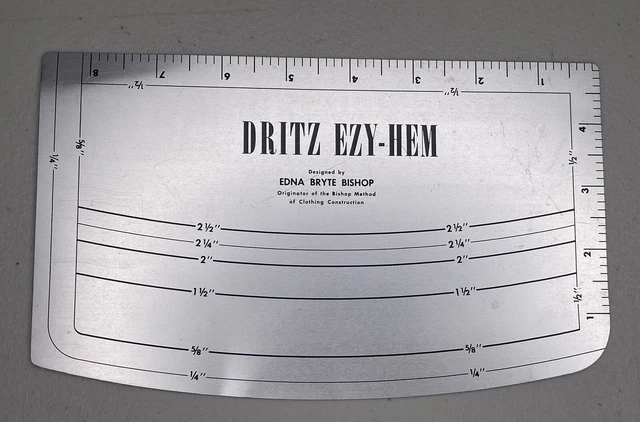 8 7 6 5 4 3 2 1
½" ½"
DRITZ EZY-HEM
Designed by
EDNA BRYTE BISHOP
Originator of the Bishop Method
of Clothing Construction
¼" ⅝" ½" 4
3
2½" 2½"
2¼" 2¼"
2" 2" 2
1½" 1½" ½"
1
⅝" ⅝"
¼" ¼"